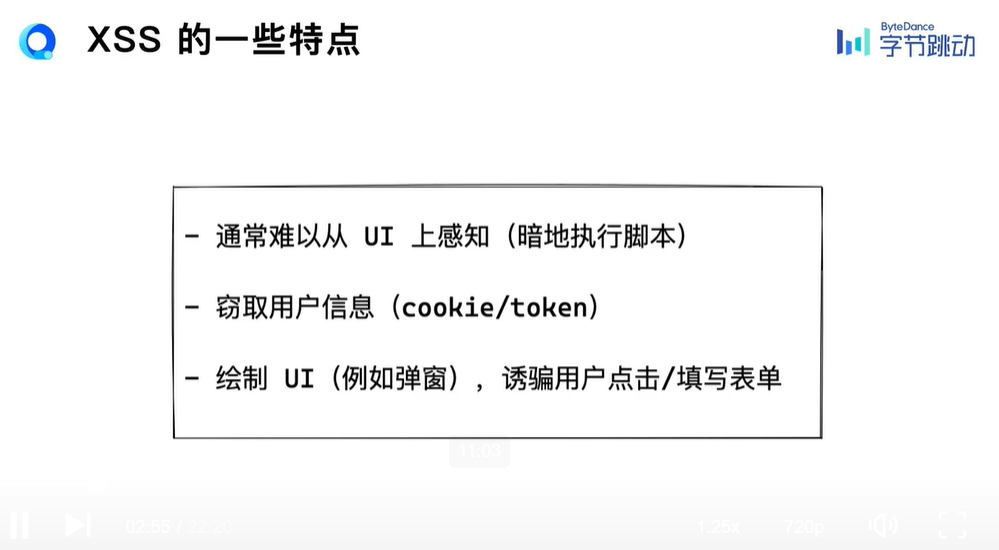 XSS 的一些特点
ByteDance
字节跳动
- 通常难以从 UI 上感知（暗地执行脚本）
- 窃取用户信息（cookie/token）
- 绘制 UI（例如弹窗），诱骗用户点击/填写表单
11:03
02:55 / 22:20
1.25x
720p